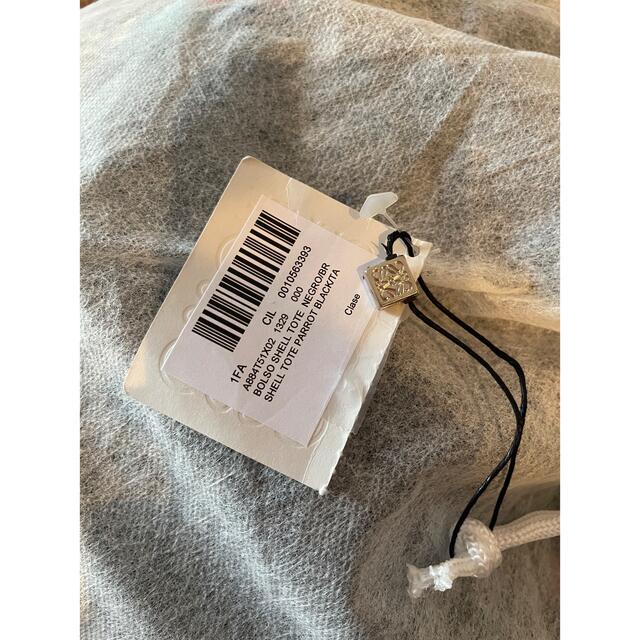 1FA CIL 0010563393
A884T51X02 1329 000
BOLSO SHELL TOTE NEGRO/BR
SHELL TOTE PARROT BLACK/TA
Clase